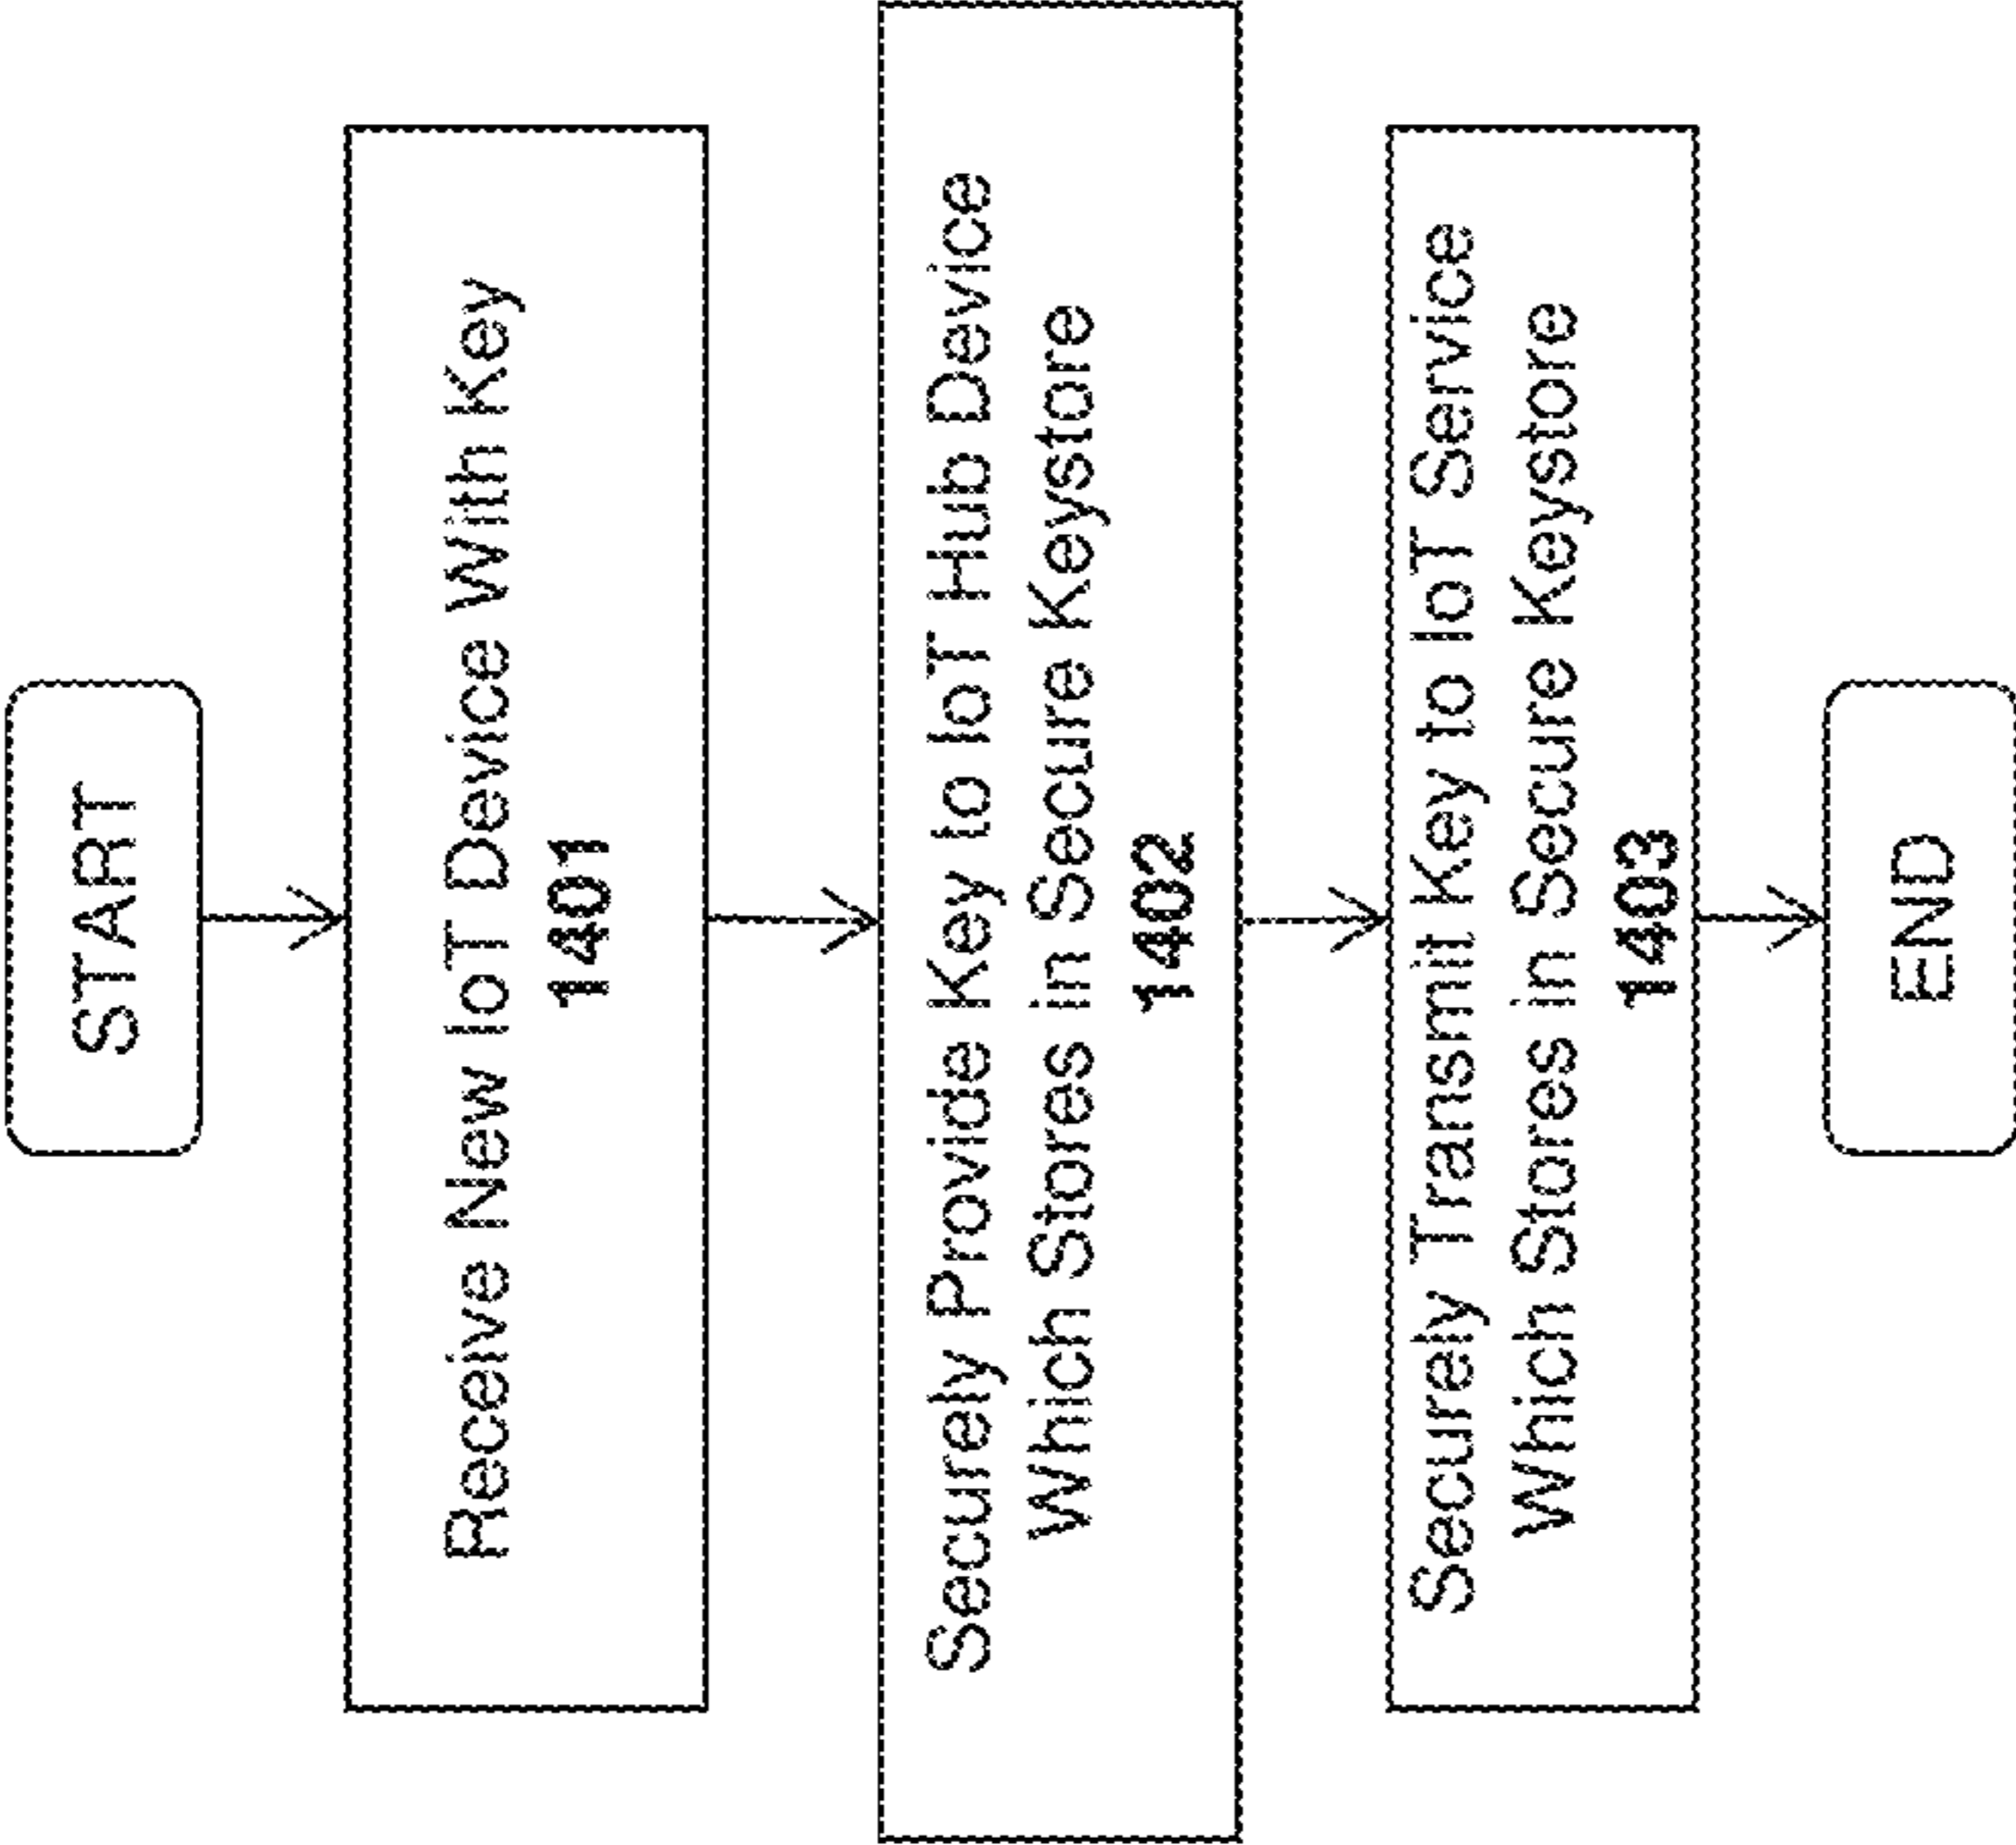 START
Receive New IoT Device With Key
1401
Securely Provide Key to IoT Hub Device
Which Stores in Secure Keystore
1402
Securely Transmit Key to IoT Service
Which Stores in Secure Keystore
1403
END